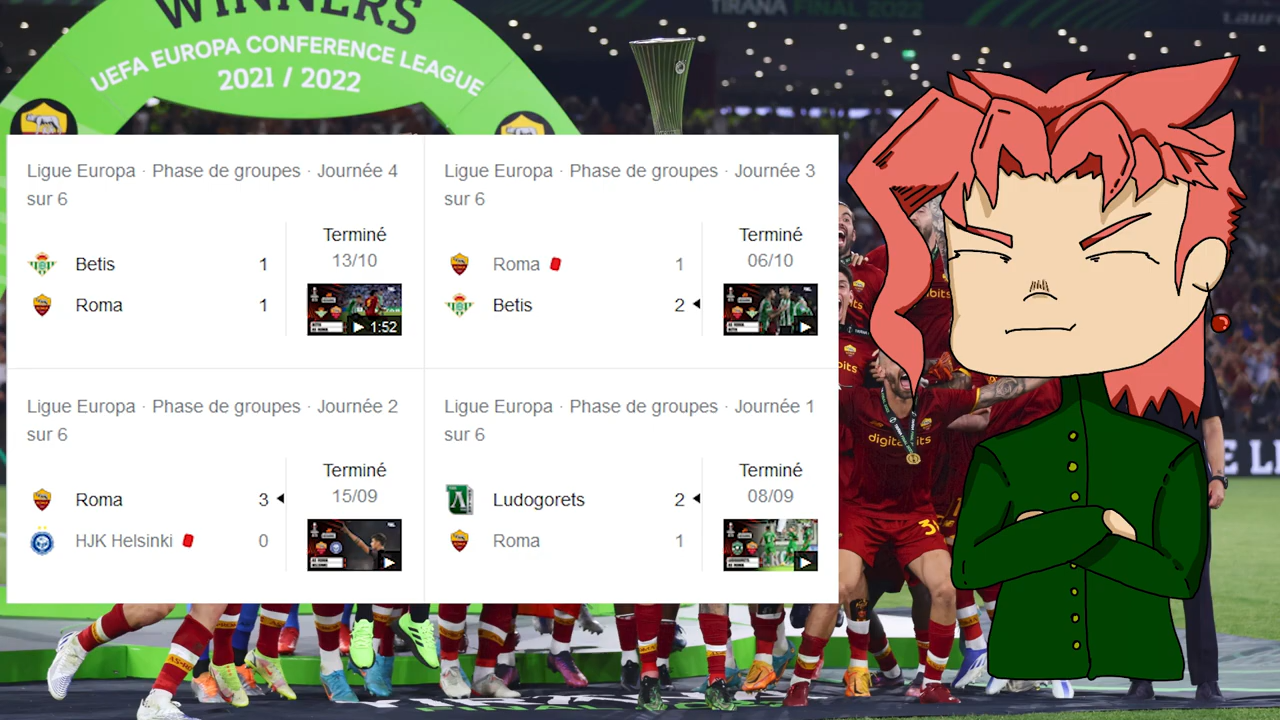 WINNERS
UEFA EUROPA CONFERENCE LEAGUE
2021 / 2022
TIRANA FINAL 2022
Ligue Europa · Phase de groupes · Journée 4
sur 6
Terminé
13/10
Betis 1
Roma 1
1:52
Ligue Europa · Phase de groupes · Journée 3
sur 6
Terminé
06/10
Roma 1
Betis 2
Ligue Europa · Phase de groupes · Journée 2
sur 6
Terminé
15/09
Roma 3
HJK Helsinki 0
Ligue Europa · Phase de groupes · Journée 1
sur 6
Terminé
08/09
Ludogorets 2
Roma 1
digitalbits